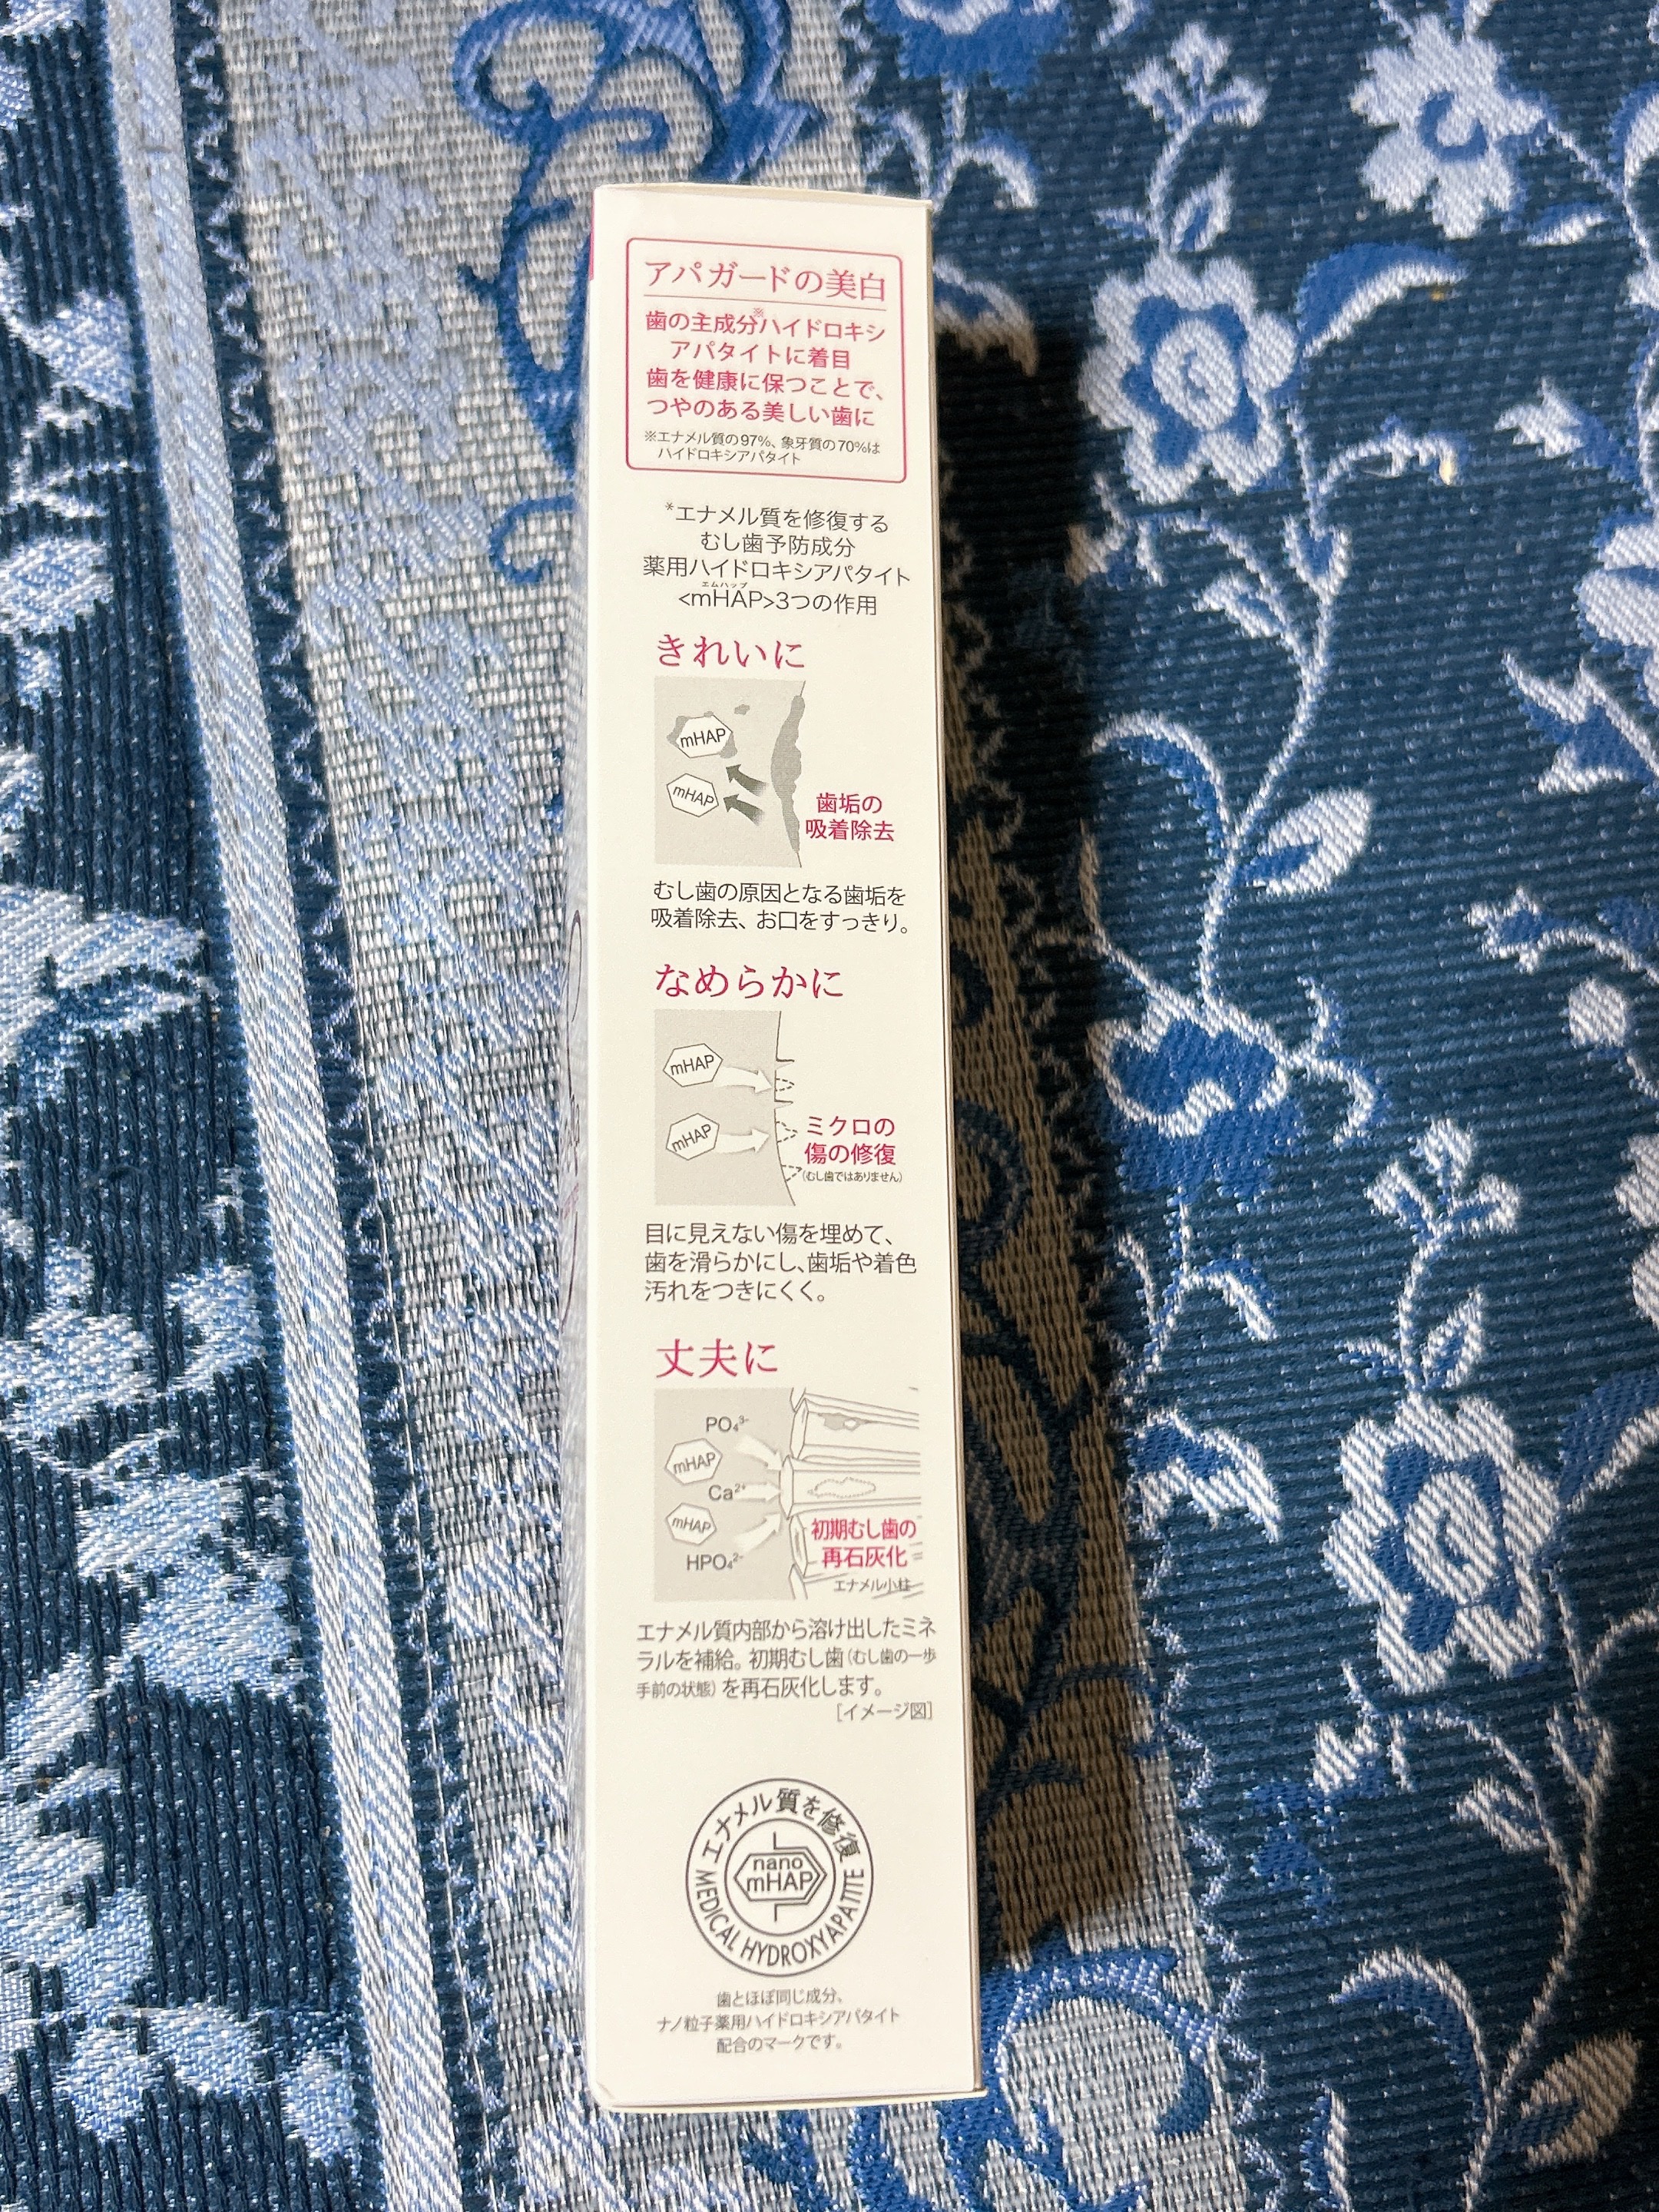 アパガードの美白
歯の主成分※ハイドロキシ
アパタイトに着目
歯を健康に保つことで、
つやのある美しい歯に
※エナメル質の97%、象牙質の70%は
ハイドロキシアパタイト
*エナメル質を修復する
むし歯予防成分
薬用ハイドロキシアパタイト
エムハップ
<mHAP>3つの作用
きれいに
mHAP
mHAP
歯垢の
吸着除去
むし歯の原因となる歯垢を
吸着除去、お口をすっきり。
なめらかに
mHAP
mHAP
ミクロの
傷の修復
(むし歯ではありません)
目に見えない傷を埋めて、
歯を滑らかにし、歯垢や着色
汚れをつきにくく。
丈夫に
PO₄³⁻
mHAP
Ca²⁺
mHAP
HPO₄²⁻
初期むし歯の
再石灰化
エナメル小柱
エナメル質内部から溶け出したミネ
ラルを補給。初期むし歯(むし歯の一歩
手前の状態)を再石灰化します。
[イメージ図]
エナメル質を修復
nano
mHAP
MEDICAL HYDROXYAPATITE
歯とほぼ同じ成分、
ナノ粒子薬用ハイドロキシアパタイト
配合のマークです。